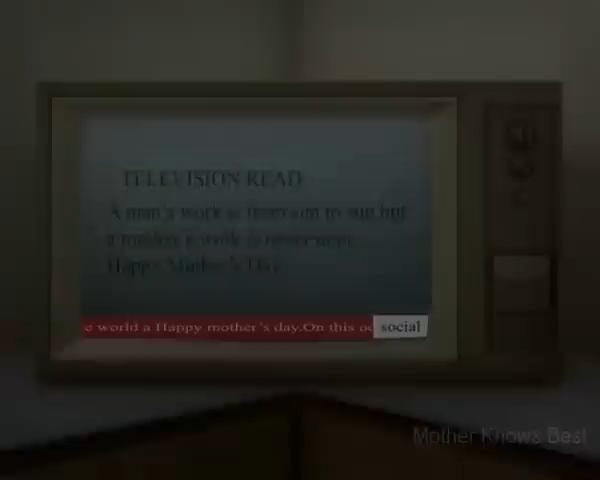 TELEVISION READ
A man's work is from sun to sun but
a mother's work is never done.
Happy Mother's Day
e world a Happy mother's day.On this oc
social
Mother Knows Best